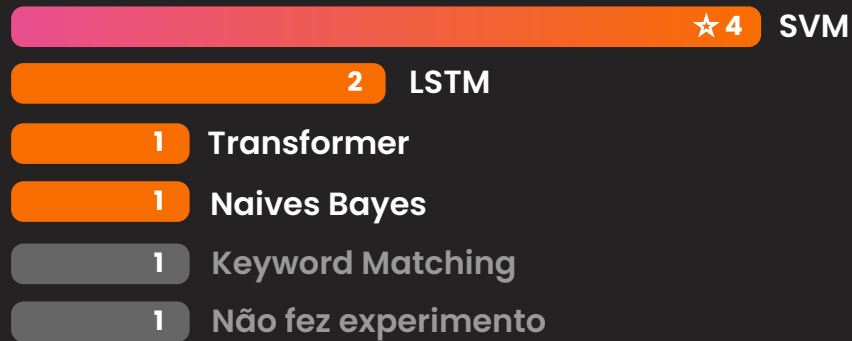 ☆ 4 SVM
2 LSTM
1 Transformer
1 Naives Bayes
1 Keyword Matching
1 Não fez experimento